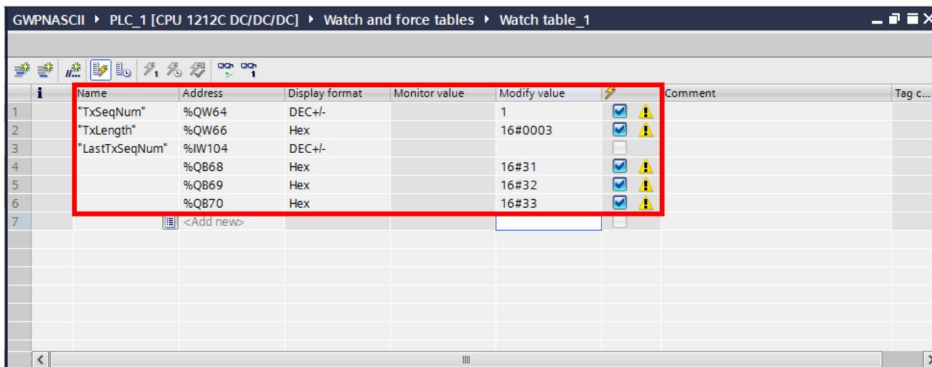 GWPNASCII ▸ PLC_1 [CPU 1212C DC/DC/DC] ▸ Watch and force tables ▸ Watch table_1
i Name Address Display format Monitor value Modify value Comment Tag c...
1 "TxSeqNum" %QW64 DEC+/- 1
2 "TxLength" %QW66 Hex 16#0003
3 "LastTxSeqNum" %IW104 DEC+/-
4 %QB68 Hex 16#31
5 %QB69 Hex 16#32
6 %QB70 Hex 16#33
7 <Add new>